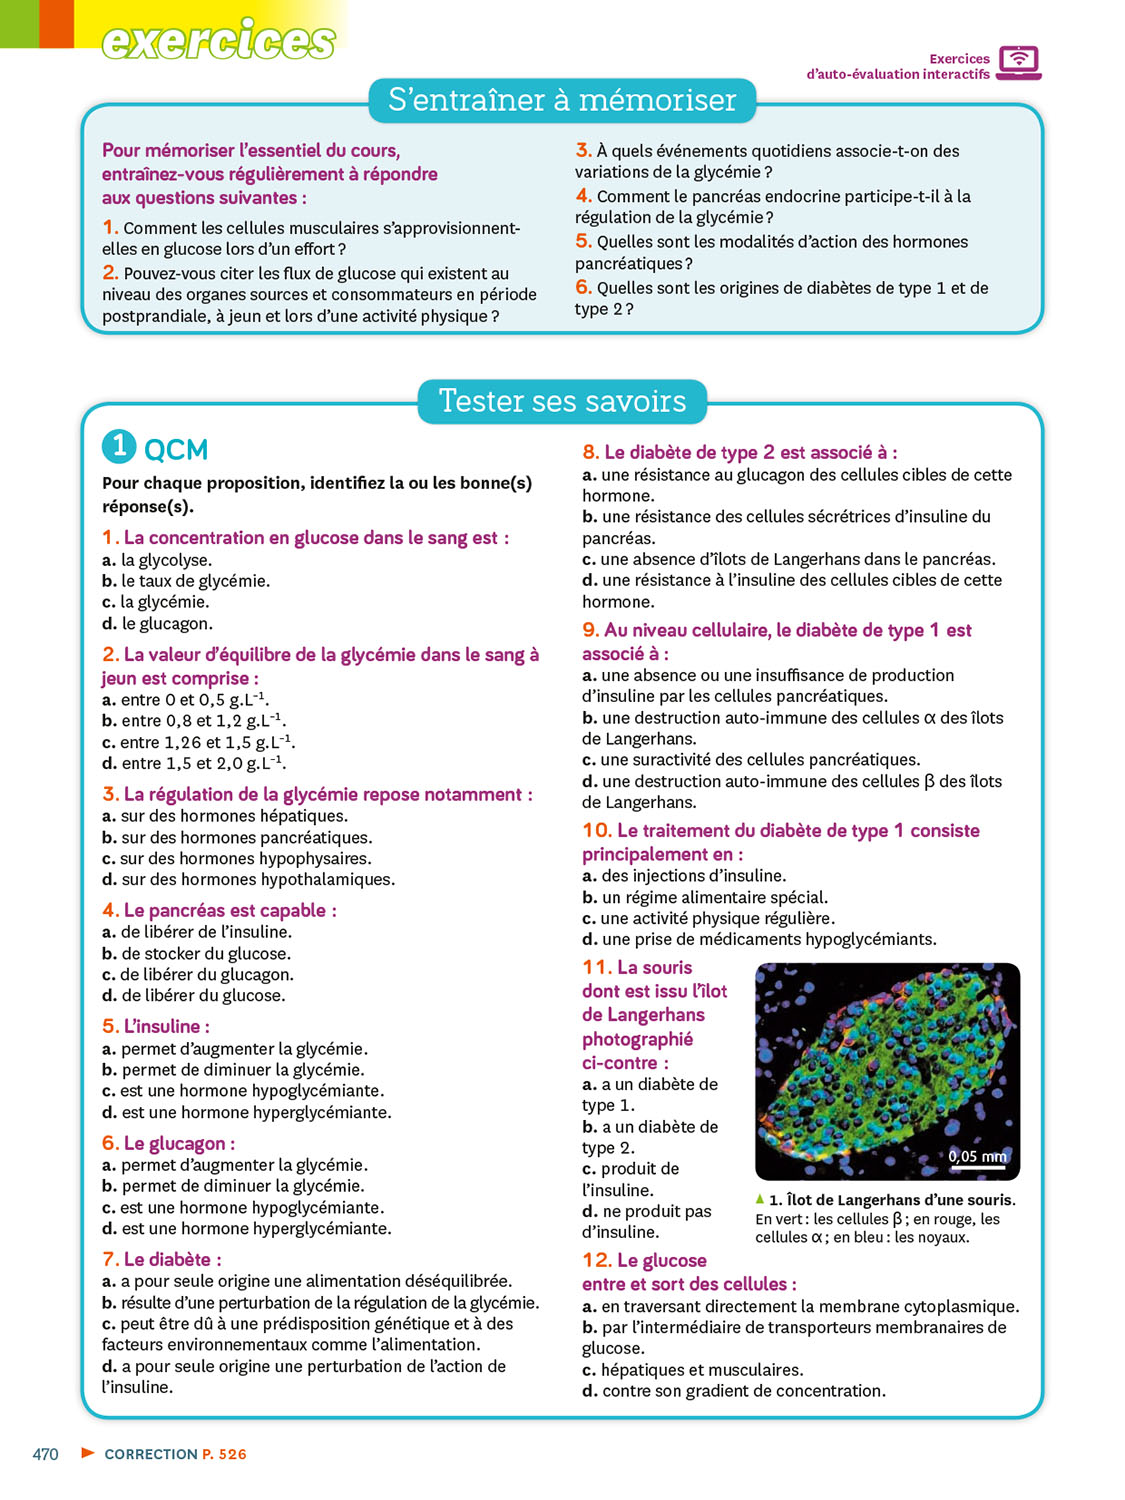 exercices
Exercices
d’auto-évaluation interactifs
S’entraîner à mémoriser
Pour mémoriser l’essentiel du cours,
entraînez-vous régulièrement à répondre
aux questions suivantes :
1. Comment les cellules musculaires s’approvisionnent-
elles en glucose lors d’un effort ?
2. Pouvez-vous citer les flux de glucose qui existent au
niveau des organes sources et consommateurs en période
postprandiale, à jeun et lors d’une activité physique ?
3. À quels événements quotidiens associe-t-on des
variations de la glycémie ?
4. Comment le pancréas endocrine participe-t-il à la
régulation de la glycémie ?
5. Quelles sont les modalités d’action des hormones
pancréatiques ?
6. Quelles sont les origines de diabètes de type 1 et de
type 2 ?
Tester ses savoirs
1 QCM
Pour chaque proposition, identifiez la ou les bonne(s)
réponse(s).
1. La concentration en glucose dans le sang est :
a. la glycolyse.
b. le taux de glycémie.
c. la glycémie.
d. le glucagon.
2. La valeur d’équilibre de la glycémie dans le sang à
jeun est comprise :
a. entre 0 et 0,5 g.L⁻¹.
b. entre 0,8 et 1,2 g.L⁻¹.
c. entre 1,26 et 1,5 g.L⁻¹.
d. entre 1,5 et 2,0 g.L⁻¹.
3. La régulation de la glycémie repose notamment :
a. sur des hormones hépatiques.
b. sur des hormones pancréatiques.
c. sur des hormones hypophysaires.
d. sur des hormones hypothalamiques.
4. Le pancréas est capable :
a. de libérer de l’insuline.
b. de stocker du glucose.
c. de libérer du glucagon.
d. de libérer du glucose.
5. L’insuline :
a. permet d’augmenter la glycémie.
b. permet de diminuer la glycémie.
c. est une hormone hypoglycémiante.
d. est une hormone hyperglycémiante.
6. Le glucagon :
a. permet d’augmenter la glycémie.
b. permet de diminuer la glycémie.
c. est une hormone hypoglycémiante.
d. est une hormone hyperglycémiante.
7. Le diabète :
a. a pour seule origine une alimentation déséquilibrée.
b. résulte d’une perturbation de la régulation de la glycémie.
c. peut être dû à une prédisposition génétique et à des
facteurs environnementaux comme l’alimentation.
d. a pour seule origine une perturbation de l’action de
l’insuline.
8. Le diabète de type 2 est associé à :
a. une résistance au glucagon des cellules cibles de cette
hormone.
b. une résistance des cellules sécrétrices d’insuline du
pancréas.
c. une absence d’îlots de Langerhans dans le pancréas.
d. une résistance à l’insuline des cellules cibles de cette
hormone.
9. Au niveau cellulaire, le diabète de type 1 est
associé à :
a. une absence ou une insuffisance de production
d’insuline par les cellules pancréatiques.
b. une destruction auto-immune des cellules α des îlots
de Langerhans.
c. une suractivité des cellules pancréatiques.
d. une destruction auto-immune des cellules β des îlots
de Langerhans.
10. Le traitement du diabète de type 1 consiste
principalement en :
a. des injections d’insuline.
b. un régime alimentaire spécial.
c. une activité physique régulière.
d. une prise de médicaments hypoglycémiants.
11. La souris
dont est issu l’îlot
de Langerhans
photographié
ci-contre :
a. a un diabète de
type 1.
b. a un diabète de
type 2.
c. produit de
l’insuline.
d. ne produit pas
d’insuline.
0,05 mm
1. Îlot de Langerhans d’une souris.
En vert : les cellules β ; en rouge, les
cellules α ; en bleu : les noyaux.
12. Le glucose
entre et sort des cellules :
a. en traversant directement la membrane cytoplasmique.
b. par l’intermédiaire de transporteurs membranaires de
glucose.
c. hépatiques et musculaires.
d. contre son gradient de concentration.
470 CORRECTION P. 526